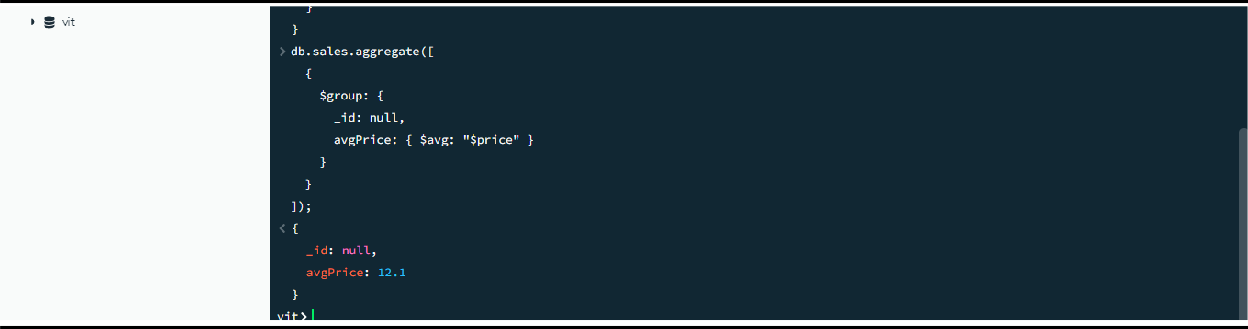 vit
}
}
db.sales.aggregate([
{
$group: {
_id: null,
avgPrice: { $avg: "$price" }
}
}
]);
{
_id: null,
avgPrice: 12.1
}
vit>